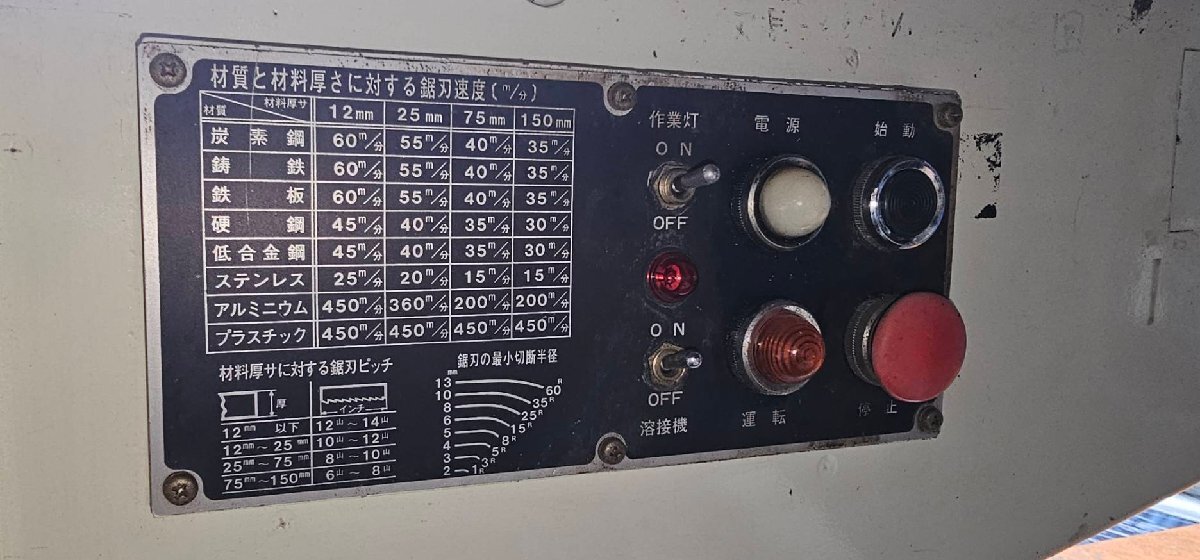 材質と材料厚さに対する鋸刃速度(m/分)
材質 材料厚サ 12mm 25mm 75mm 150mm
炭素鋼 60m/分 55m/分 40m/分 35m/分
鋳鉄 60m/分 55m/分 40m/分 35m/分
鉄板 60m/分 55m/分 40m/分 35m/分
硬鋼 45m/分 40m/分 35m/分 30m/分
低合金鋼 45m/分 40m/分 35m/分 30m/分
ステンレス 25m/分 20m/分 15m/分 15m/分
アルミニウム 450m/分 360m/分 200m/分 200m/分
プラスチック 450m/分 450m/分 450m/分 450m/分
材料厚サに対する鋸刃ピッチ
厚 インチ
12mm以下 12山~14山
12mm~25mm 10山~12山
25mm~75mm 8山~10山
75mm~150mm 6山~8山
鋸刃の最小切断半径
mm
13 60R
10 35R
8 25R
6 15R
5 8R
4 5R
3 3R
2 1R
作業灯
ON
OFF
ON
OFF
溶接機
電源
始動
運転
停止